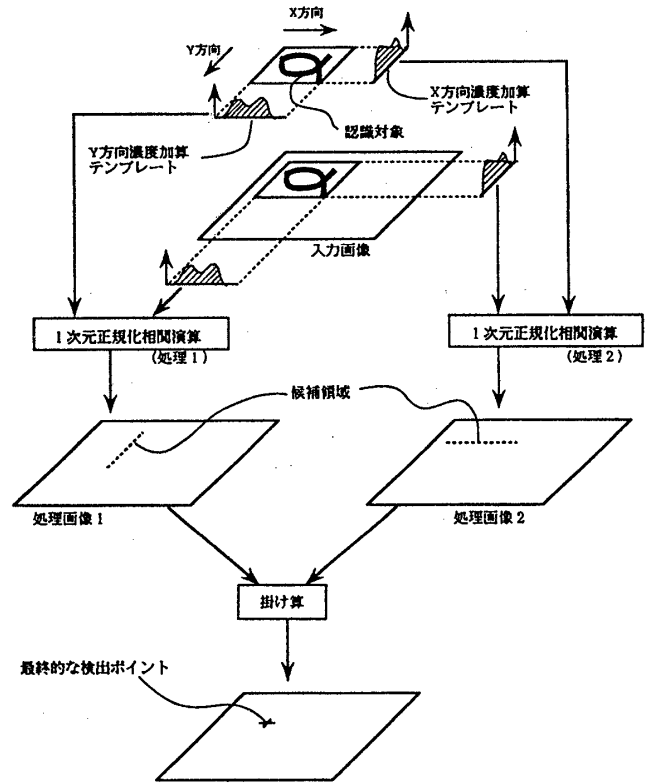 X方向
Y方向
X方向濃度加算
テンプレート
認識対象
Y方向濃度加算
テンプレート
入力画像
1次元正規化相関演算
(処理1)
1次元正規化相関演算
(処理2)
候補領域
処理画像1
処理画像2
掛け算
最終的な検出ポイント